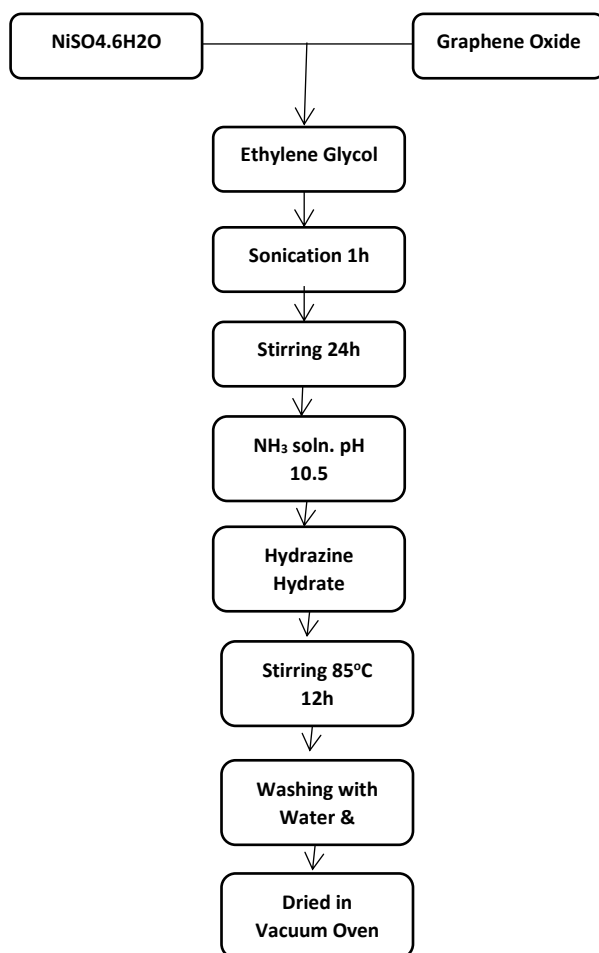 NiSO4.6H2O
Graphene Oxide
Ethylene Glycol
Sonication 1h
Stirring 24h
NH₃ soln. pH
10.5
Hydrazine
Hydrate
Stirring 85°C
12h
Washing with
Water &
Dried in
Vacuum Oven